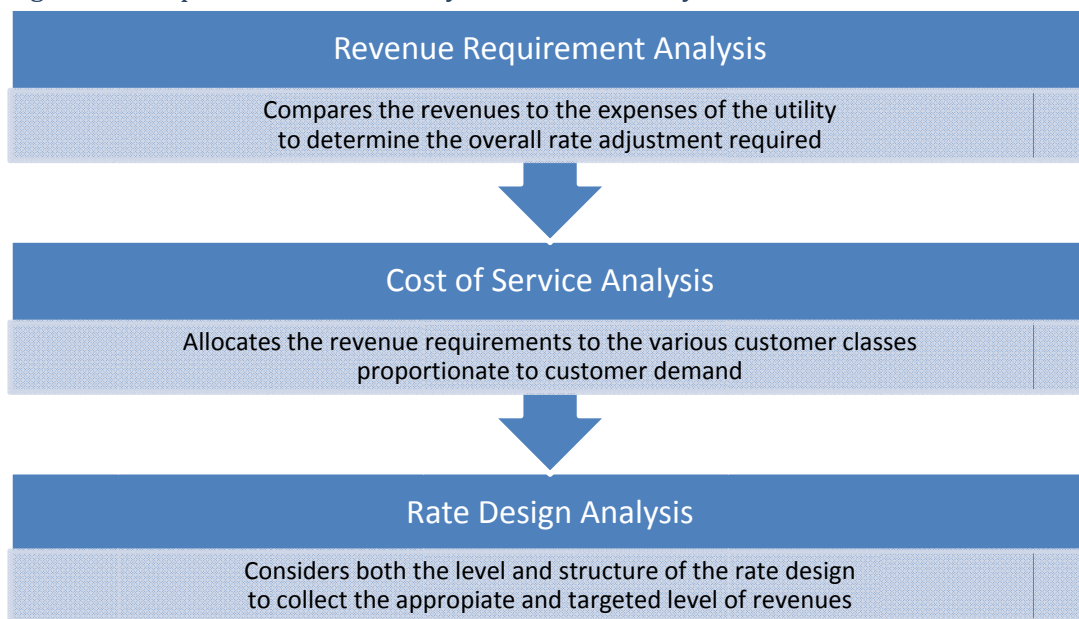 Revenue Requirement Analysis
Compares the revenues to the expenses of the utility
to determine the overall rate adjustment required
Cost of Service Analysis
Allocates the revenue requirements to the various customer classes
proportionate to customer demand
Rate Design Analysis
Considers both the level and structure of the rate design
to collect the appropiate and targeted level of revenues